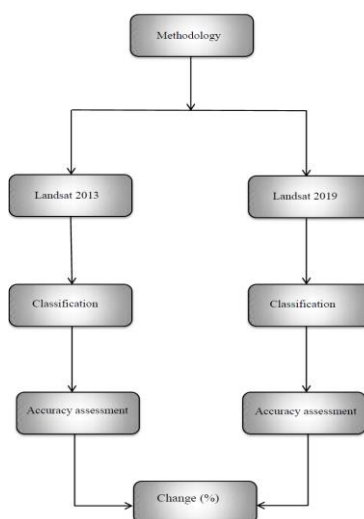 Methodology
Landsat 2013
Landsat 2019
Classification
Classification
Accuracy assessment
Accuracy assessment
Change (%)